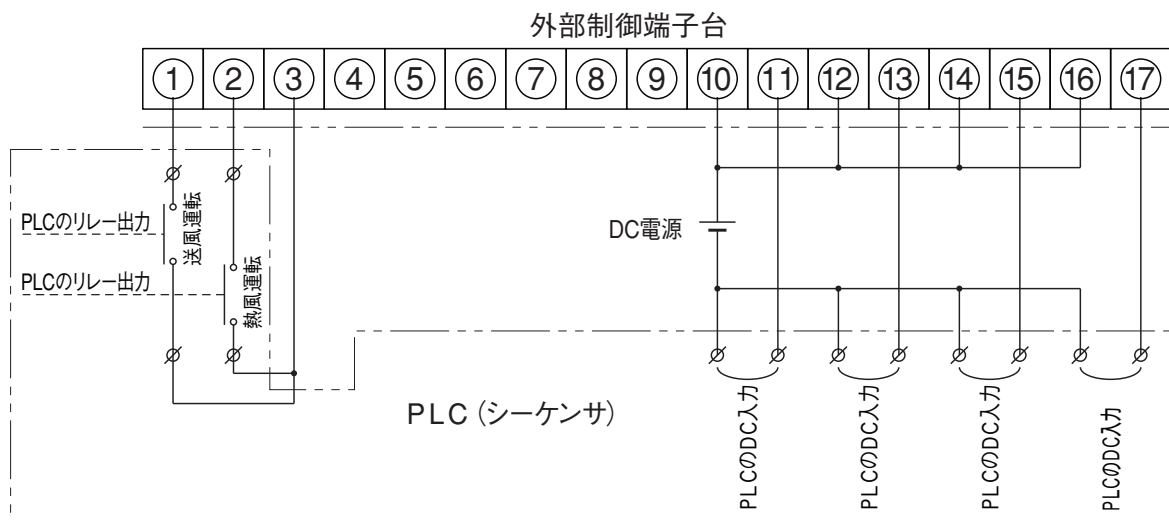 外部制御端子台
① ② ③ ④ ⑤ ⑥ ⑦ ⑧ ⑨ ⑩ ⑪ ⑫ ⑬ ⑭ ⑮ ⑯ ⑰
PLCのリレー出力
送風運転
PLCのリレー出力
熱風運転
DC電源
PLC(シーケンサ)
PLCのDC入力
PLCのDC入力
PLCのDC入力
PLCのDC入力